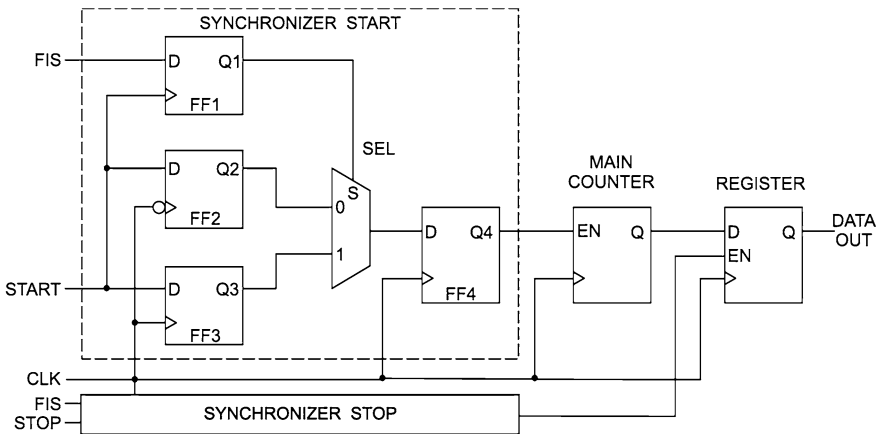 SYNCHRONIZER START
FIS
D Q1
FF1
SEL
D Q2
FF2
S
0
1
START
D Q3
FF3
D Q4
FF4
MAIN
COUNTER
EN Q
REGISTER
D Q
EN
DATA
OUT
CLK
FIS
STOP
SYNCHRONIZER STOP